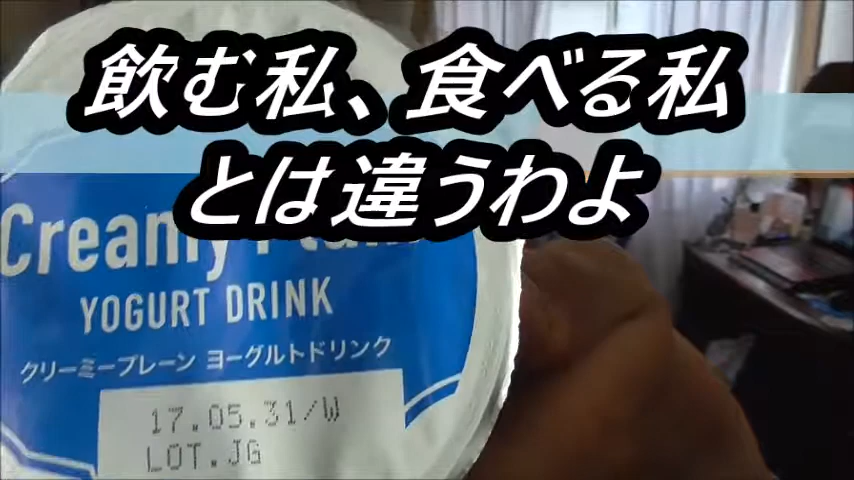 飲む私、食べる私
とは違うわよ
Creamy
YOGURT DRINK
クリーミープレーン ヨーグルトドリンク
17.05.31/W
LOT.JG